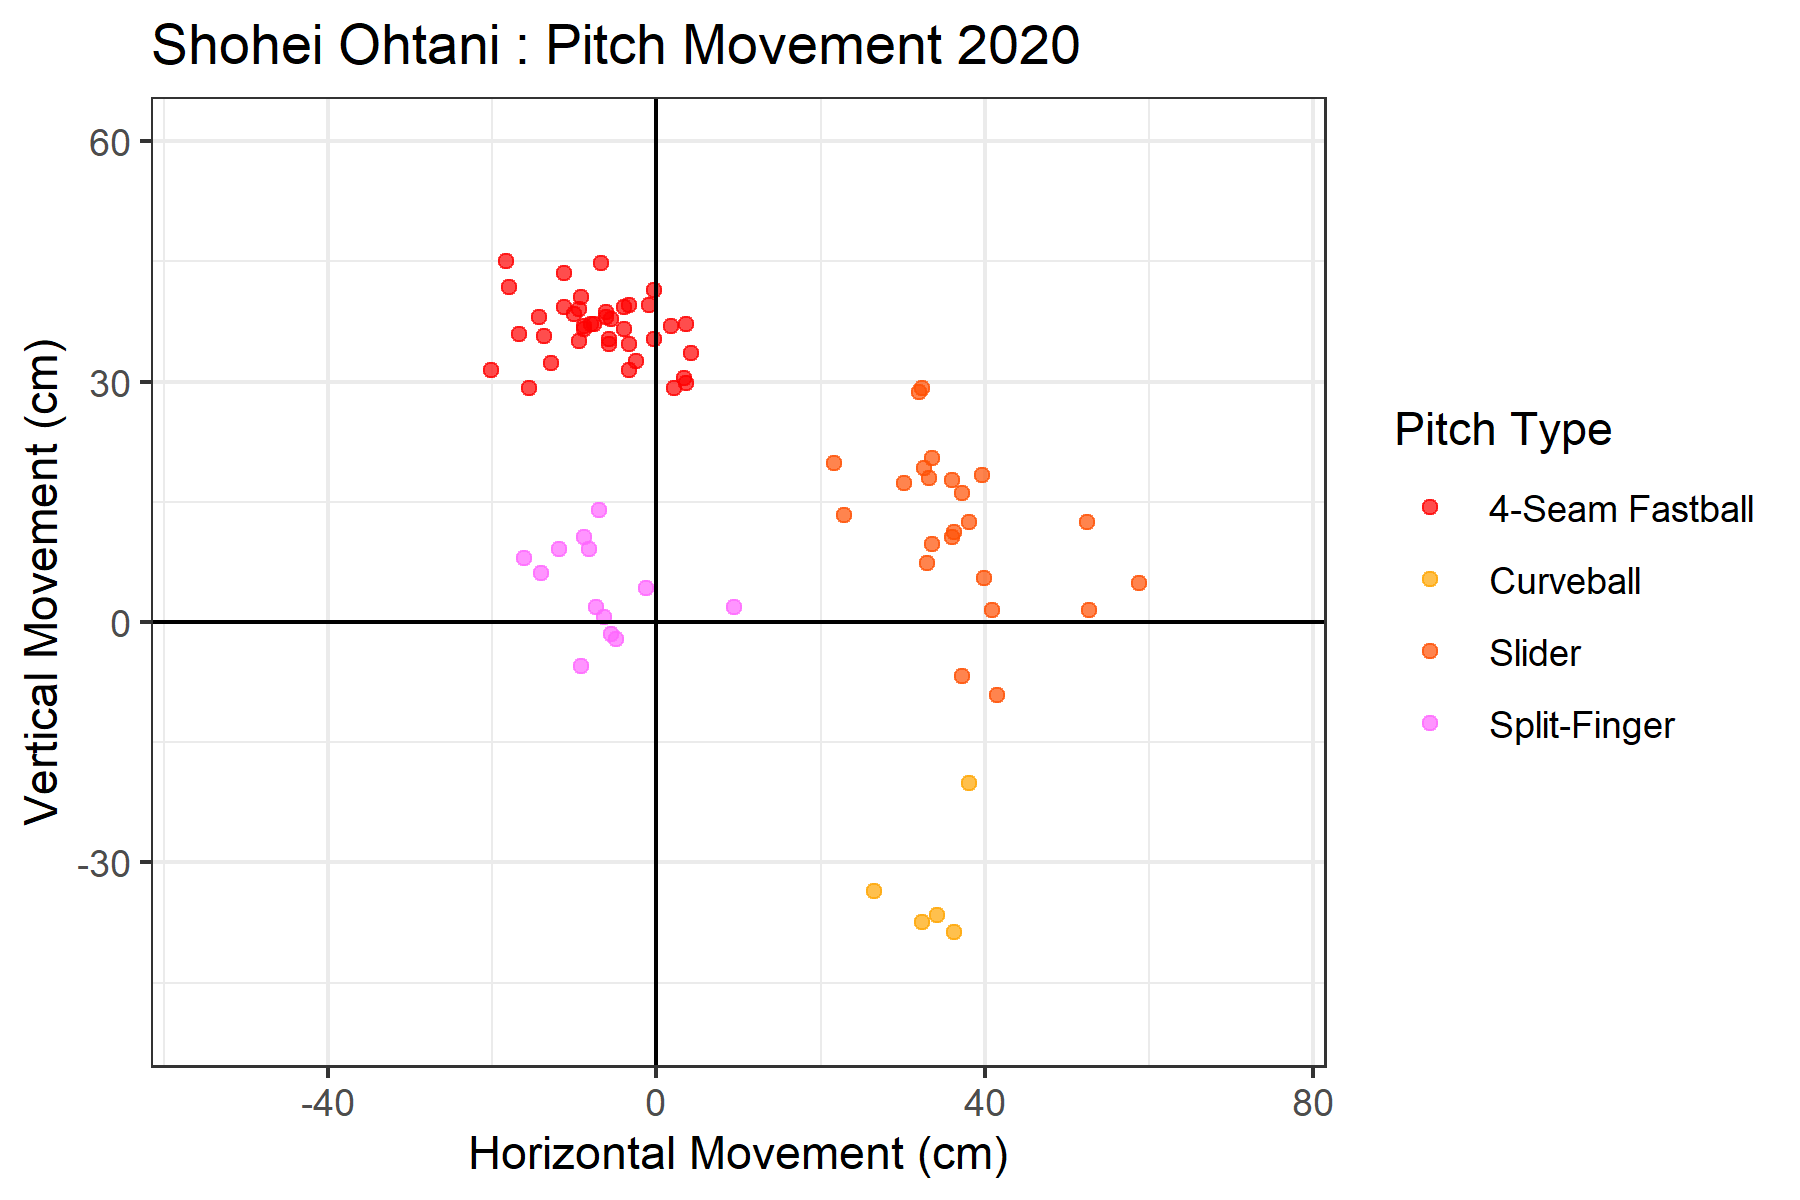 Shohei Ohtani : Pitch Movement 2020
Vertical Movement (cm)
60
30
0
-30
-40
0
40
80
Horizontal Movement (cm)
Pitch Type
4-Seam Fastball
Curveball
Slider
Split-Finger